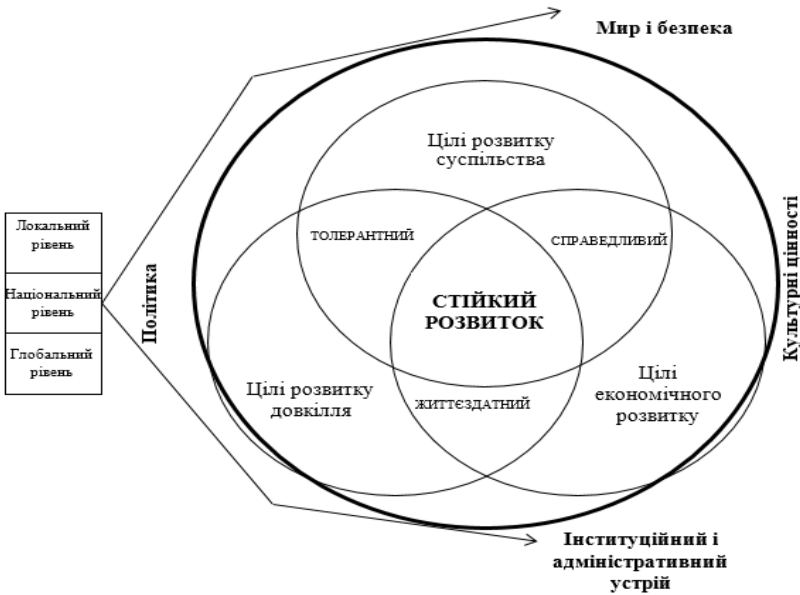 Мир і безпека
Цілі розвитку
суспільства
Локальний
рівень
Національний
рівень
Глобальний
рівень
Політика
ТОЛЕРАНТНИЙ
СПРАВЕДЛИВИЙ
СТІЙКИЙ
РОЗВИТОК
Культурні цінності
Цілі розвитку
довкілля
ЖИТТЄЗДАТНИЙ
Цілі
економічного
розвитку
Інституційний і
адміністративний
устрій